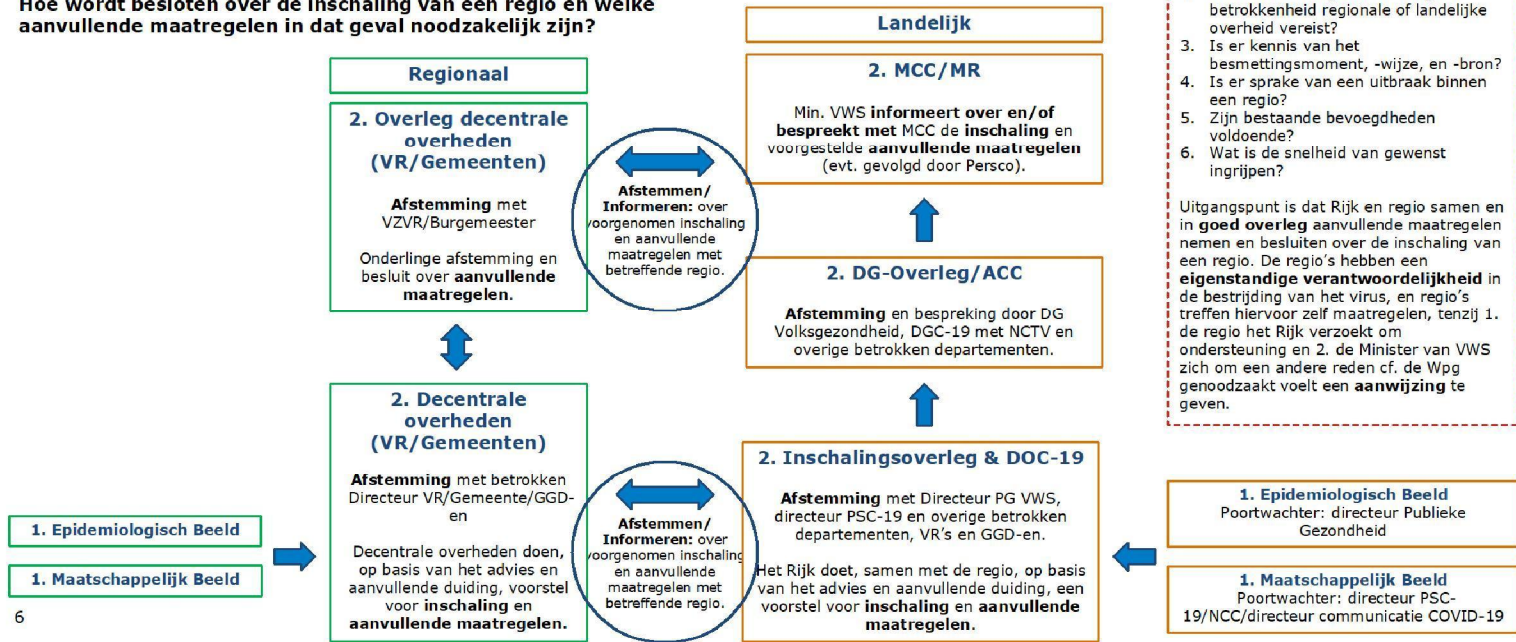 Hoe wordt besloten over de inschaling van een regio en welke
aanvullende maatregelen in dat geval noodzakelijk zijn?
Regionaal
2. Overleg decentrale
overheden
(VR/Gemeenten)
Afstemming met
VZVR/Burgemeester
Onderlinge afstemming en
besluit over aanvullende
maatregelen.
2. Decentrale
overheden
(VR/Gemeenten)
Afstemming met betrokken
Directeur VR/Gemeente/GGD-
en
Decentrale overheden doen,
op basis van het advies en
aanvullende duiding, voorstel
voor inschaling en
aanvullende maatregelen.
1. Epidemiologisch Beeld
1. Maatschappelijk Beeld
6
Afstemmen/
Informeren: over
voorgenomen inschaling
en aanvullende
maatregelen met
betreffende regio.
Afstemmen/
Informeren: over
voorgenomen inschaling
en aanvullende
maatregelen met
betreffende regio.
Landelijk
2. MCC/MR
Min. VWS informeert over en/of
bespreekt met MCC de inschaling en
voorgestelde aanvullende maatregelen
(evt. gevolgd door Persco).
2. DG-Overleg/ACC
Afstemming en bespreking door DG
Volksgezondheid, DGC-19 met NCTV en
overige betrokken departementen.
2. Inschalingsoverleg & DOC-19
Afstemming met Directeur PG VWS,
directeur PSC-19 en overige betrokken
departementen, VR's en GGD-en.
Het Rijk doet, samen met de regio, op basis
van het advies en aanvullende duiding, een
voorstel voor inschaling en aanvullende
maatregelen.
betrokkenheid regionale of landelijke
overheid vereist?
3. Is er kennis van het
besmettingsmoment, -wijze, en -bron?
4. Is er sprake van een uitbraak binnen
een regio?
5. Zijn bestaande bevoegdheden
voldoende?
6. Wat is de snelheid van gewenst
ingrijpen?
Uitgangspunt is dat Rijk en regio samen en
in goed overleg aanvullende maatregelen
nemen en besluiten over de inschaling van
een regio. De regio's hebben een
eigenstandige verantwoordelijkheid in
de bestrijding van het virus, en regio's
treffen hiervoor zelf maatregelen, tenzij 1.
de regio het Rijk verzoekt om
ondersteuning en 2. de Minister van VWS
zich om een andere reden cf. de Wpg
genoodzaakt voelt een aanwijzing te
geven.
1. Epidemiologisch Beeld
Poortwachter: directeur Publieke
Gezondheid
1. Maatschappelijk Beeld
Poortwachter: directeur PSC-
19/NCC/directeur communicatie COVID-19